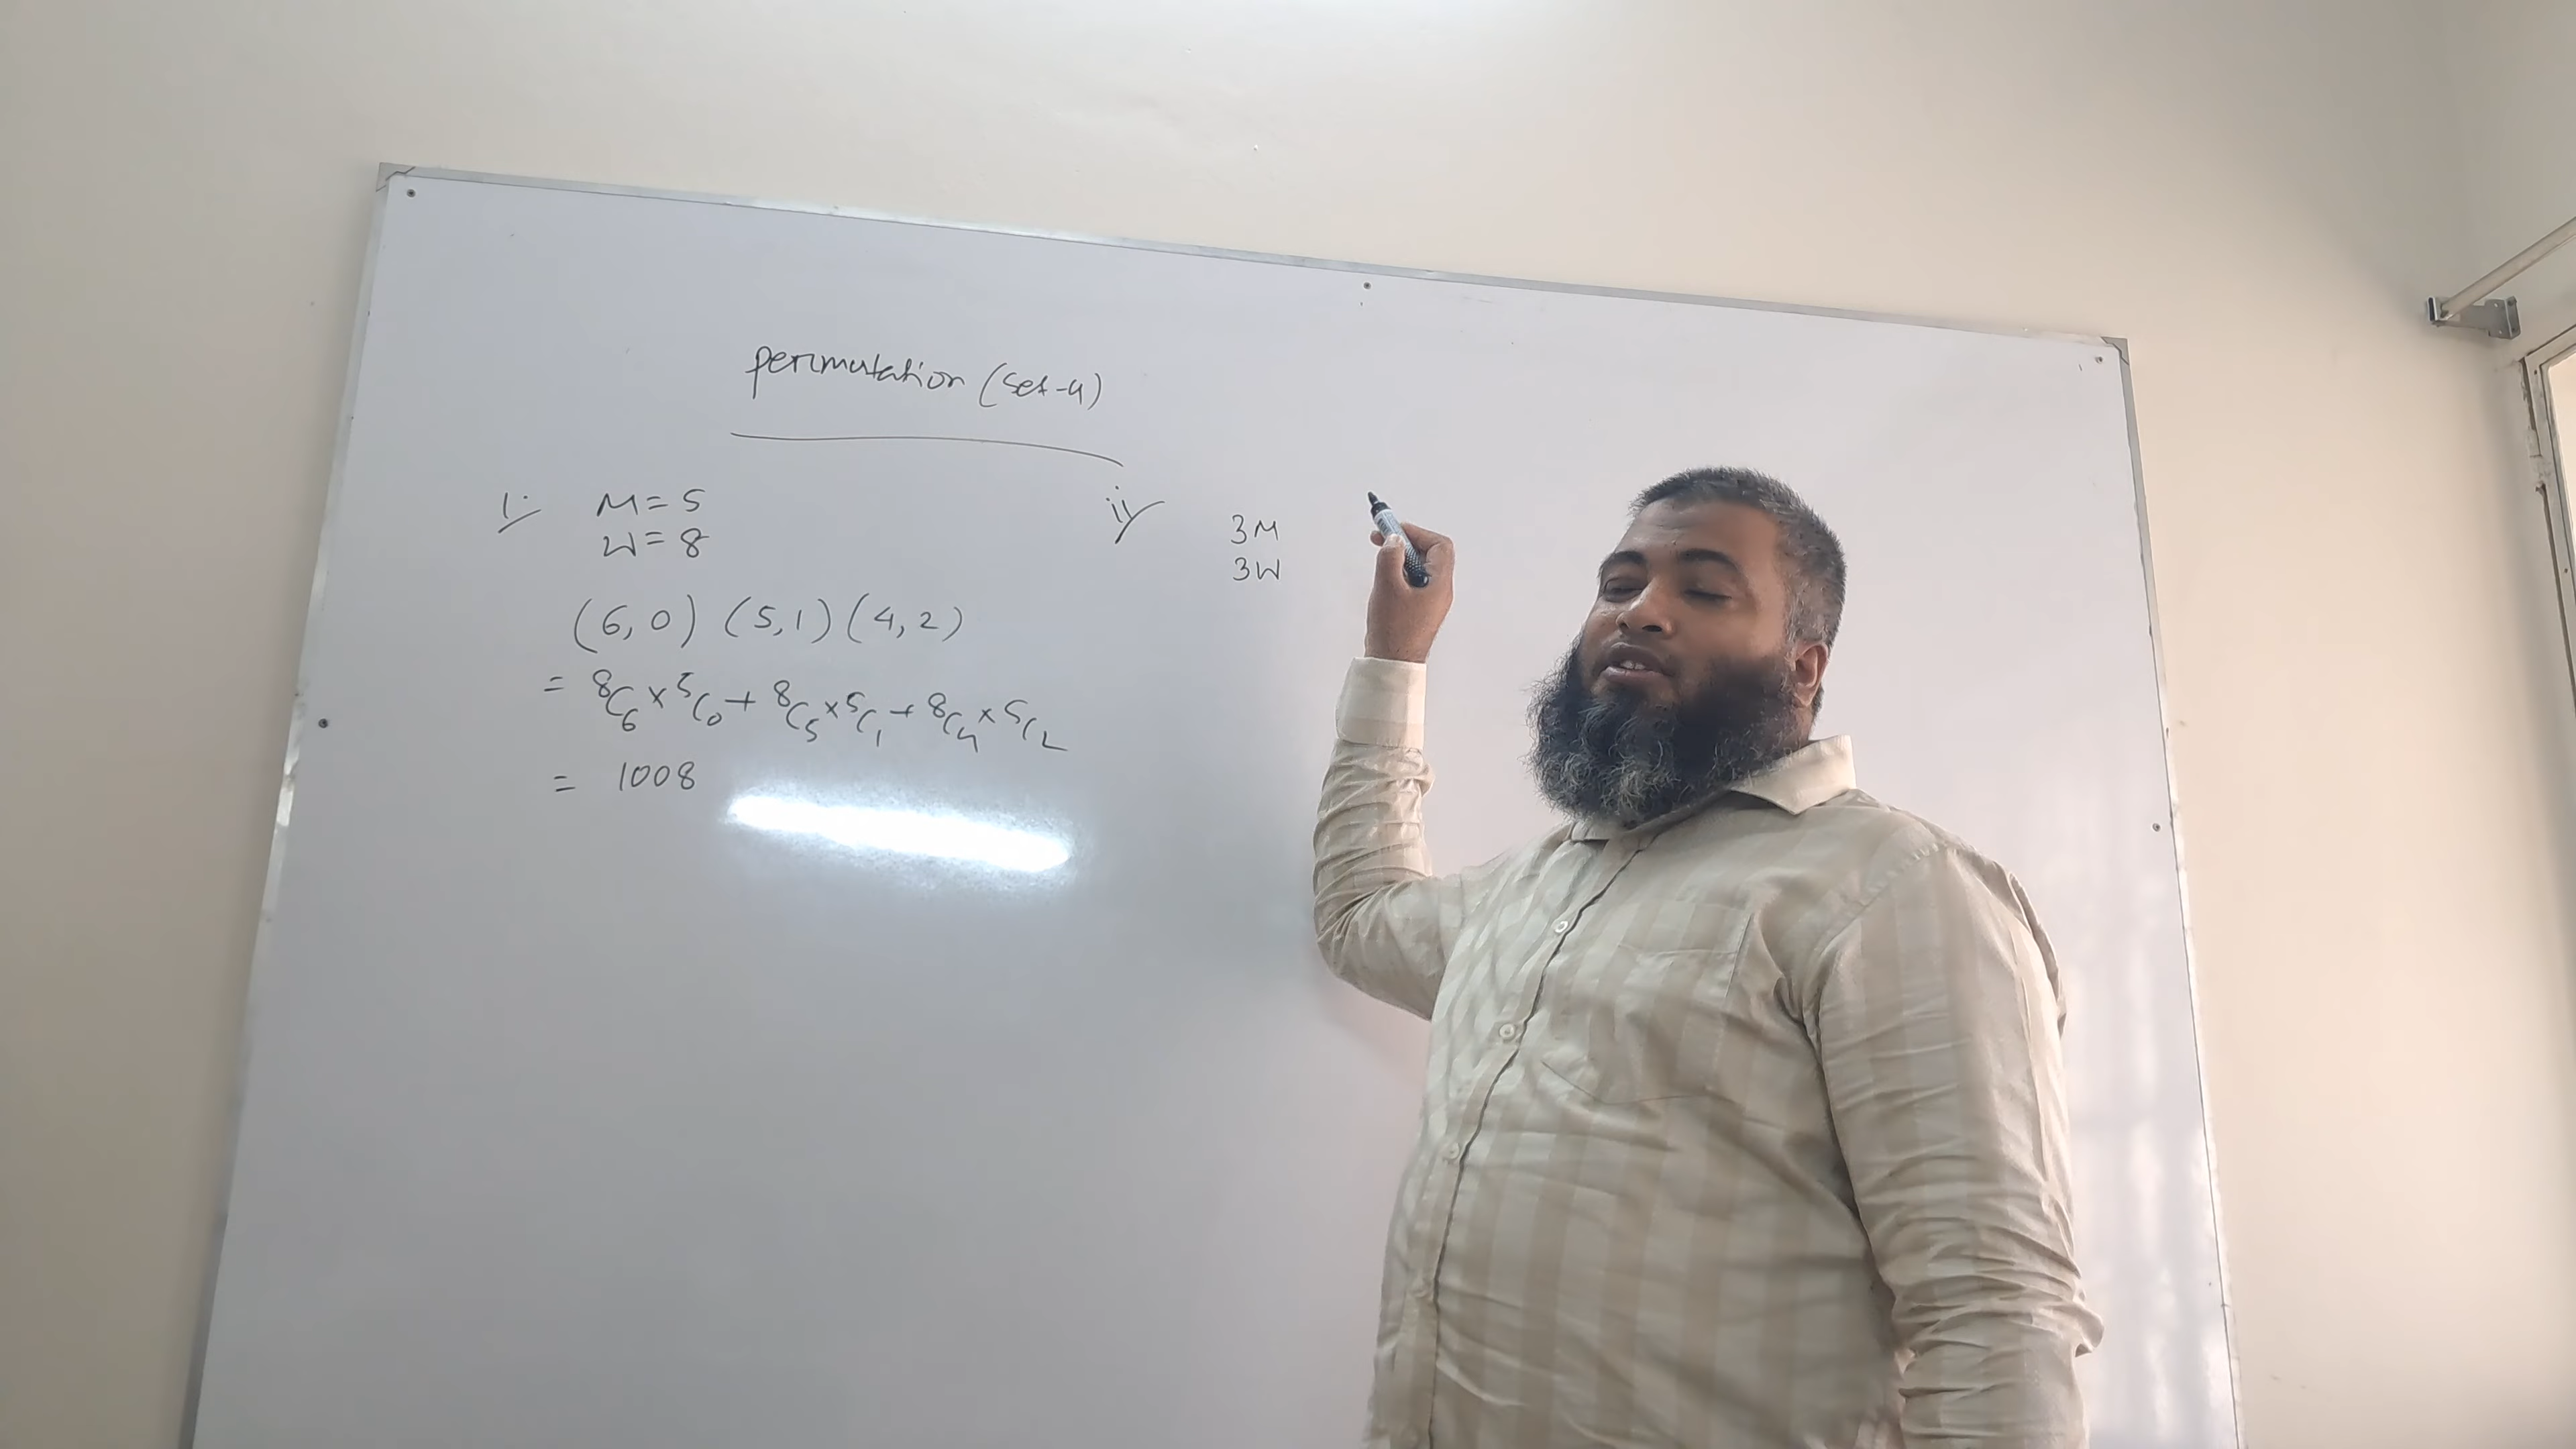 permutation (set-4)
1. M = 5
W = 8
(6, 0) (5, 1) (4, 2)
= ⁸C₆ × ⁵C₀ + ⁸C₅ × ⁵C₁ + ⁸C₄ × ⁵C₂
= 1008
ii/ 3M
3W